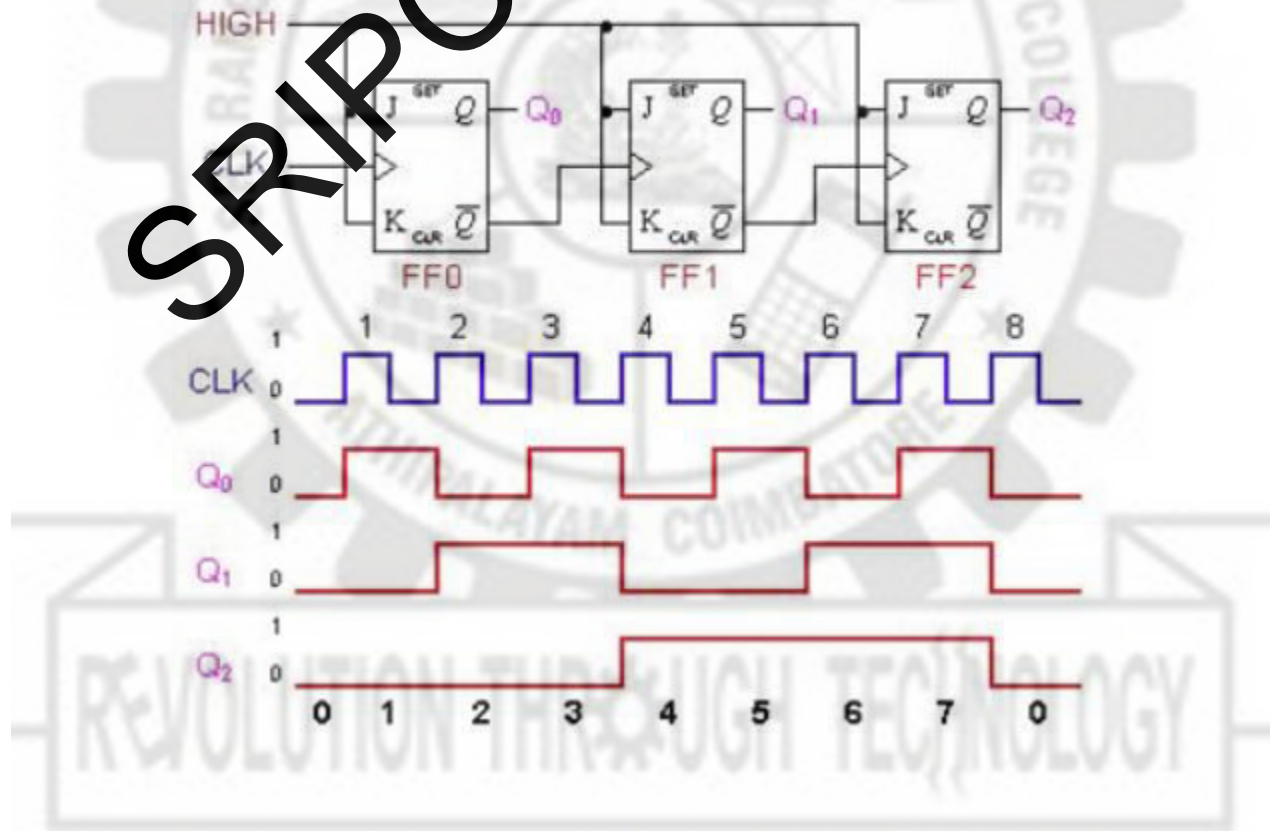 HIGH
SRIPO
J SET Q Q0
J SET Q Q1
J SET Q Q2
CLK
K CLR Q̅
K CLR Q̅
K CLR Q̅
FF0 FF1 FF2
COLLEGE
1 2 3 4 5 6 7 8
1
CLK 0
1
Q0 0
ATHIPALAYAM COIMBATORE
1
Q1 0
1
Q2 0
REVOLUTION THROUGH TECHNOLOGY
0 1 2 3 4 5 6 7 0